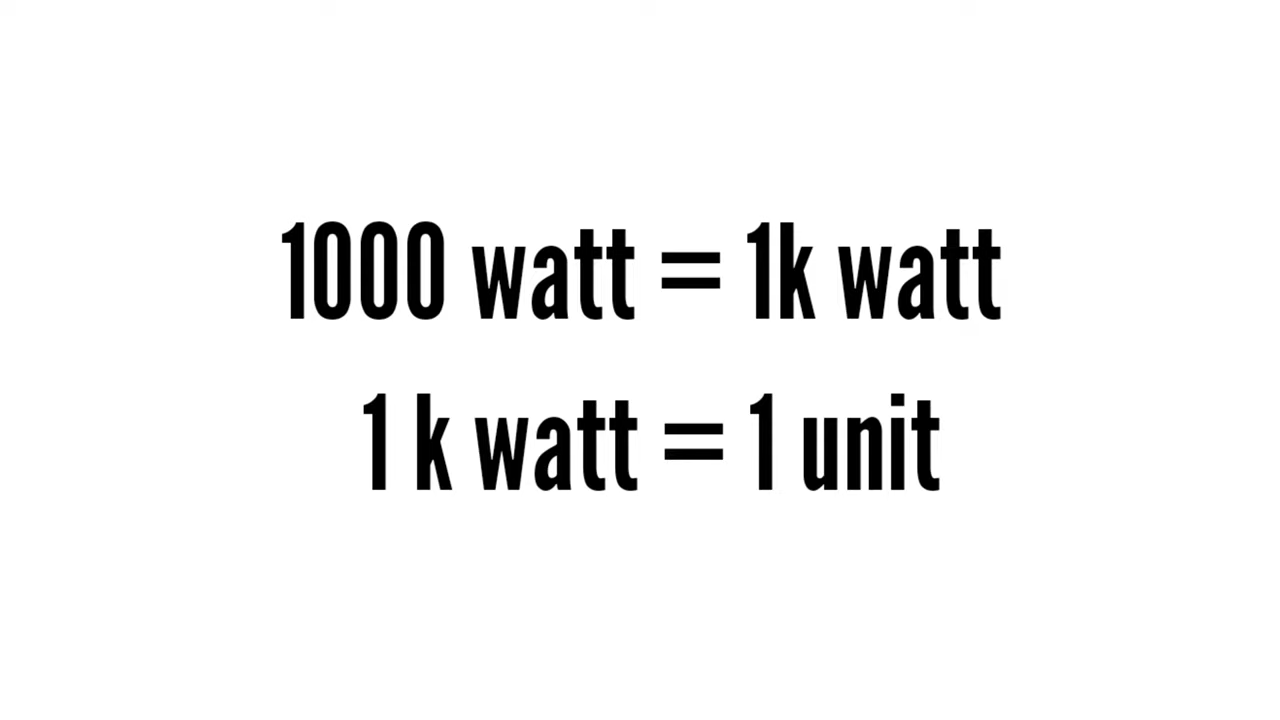 1000 watt = 1k watt
1 k watt = 1 unit